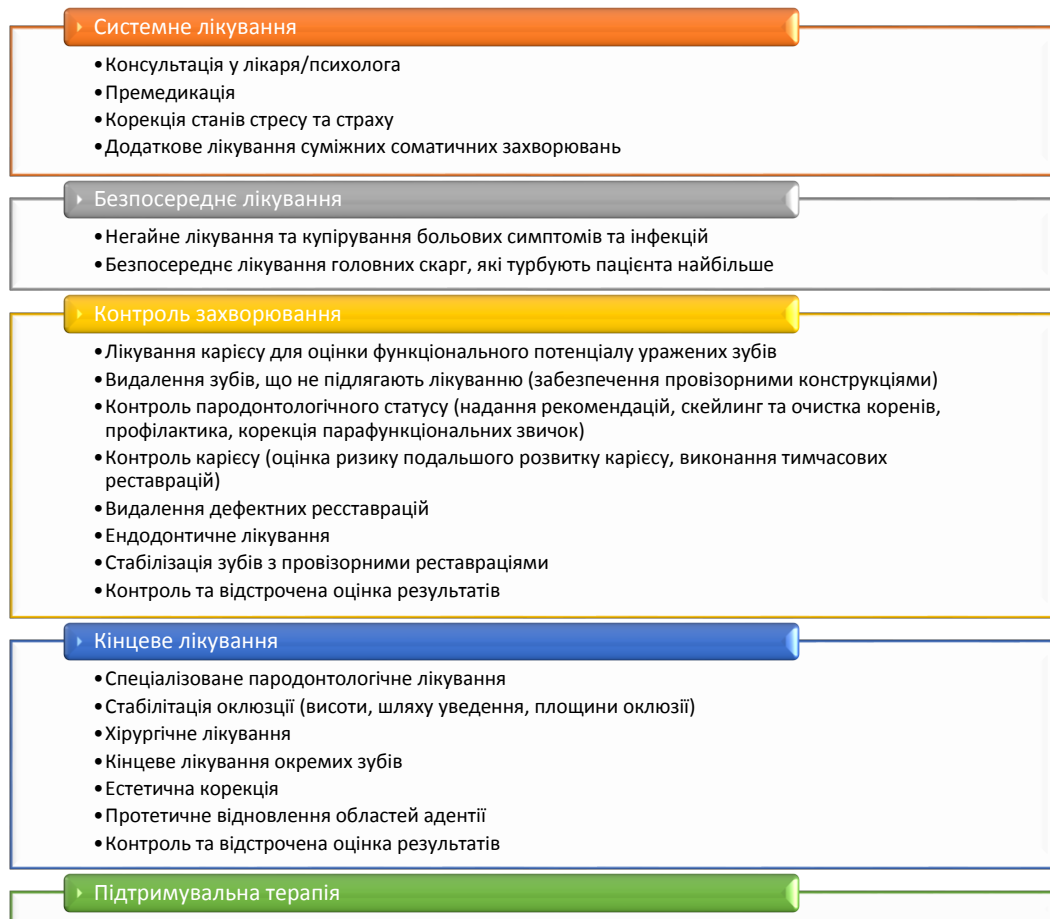 Системне лікування
•Консультація у лікаря/психолога
•Премедикація
•Корекція станів стресу та страху
•Додаткове лікування суміжних соматичних захворювань
Безпосереднє лікування
•Негайне лікування та купірування больових симптомів та інфекцій
•Безпосереднє лікування головних скарг, які турбують пацієнта найбільше
Контроль захворювання
•Лікування карієсу для оцінки функціонального потенціалу уражених зубів
•Видалення зубів, що не підлягають лікуванню (забезпечення провізорними конструкціями)
•Контроль пародонтологічного статусу (надання рекомендацій, скейлинг та очистка коренів,
профілактика, корекція парафункціональних звичок)
•Контроль карієсу (оцінка ризику подальшого розвитку карієсу, виконання тимчасових
реставрацій)
•Видалення дефектних ресставрацій
•Ендодонтичне лікування
•Стабілізація зубів з провізорними реставраціями
•Контроль та відстрочена оцінка результатів
Кінцеве лікування
•Спеціалізоване пародонтологічне лікування
•Стабілітація оклюзції (висоти, шляху уведення, площини оклюзії)
•Хірургічне лікування
•Кінцеве лікування окремих зубів
•Естетична корекція
•Протетичне відновлення областей адентії
•Контроль та відстрочена оцінка результатів
Підтримувальна терапія